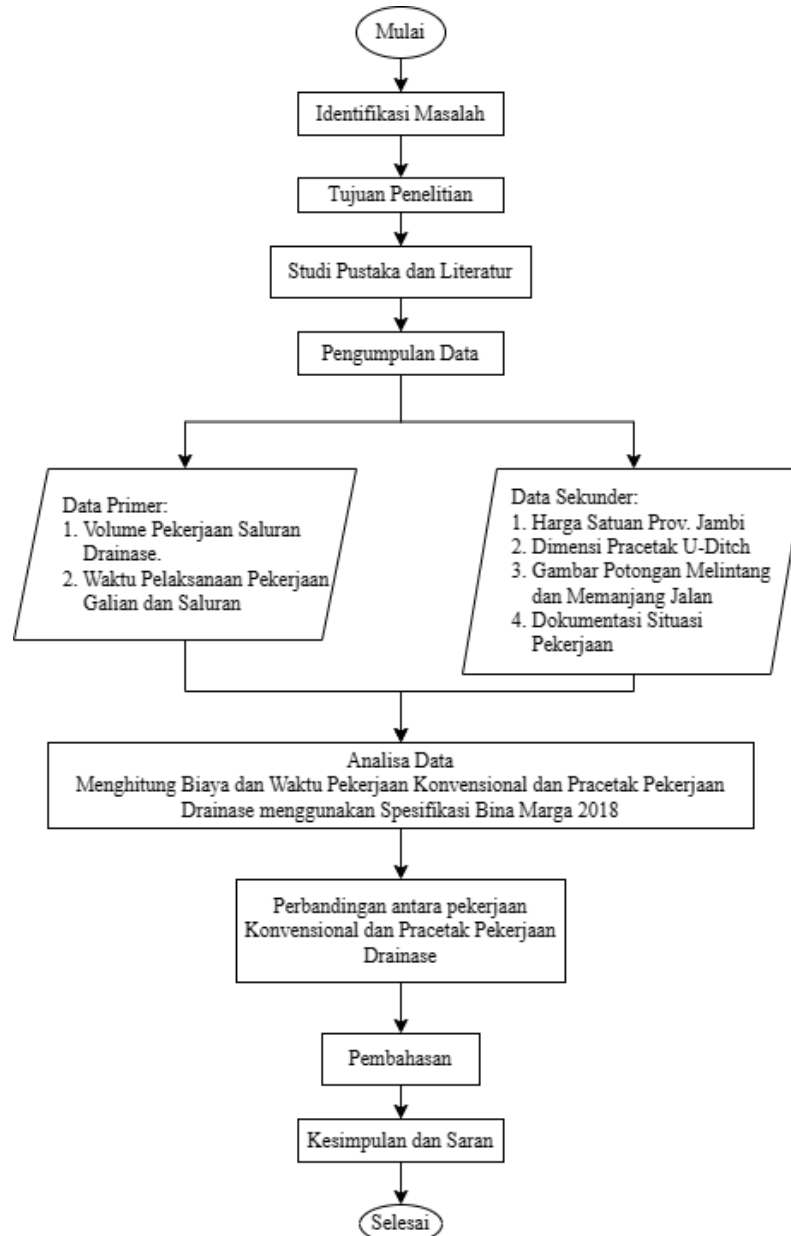 Mulai
Identifikasi Masalah
Tujuan Penelitian
Studi Pustaka dan Literatur
Pengumpulan Data
Data Primer:
1. Volume Pekerjaan Saluran
Drainase.
2. Waktu Pelaksanaan Pekerjaan
Galian dan Saluran
Data Sekunder:
1. Harga Satuan Prov. Jambi
2. Dimensi Pracetak U-Ditch
3. Gambar Potongan Melintang
dan Memanjang Jalan
4. Dokumentasi Situasi
Pekerjaan
Analisa Data
Menghitung Biaya dan Waktu Pekerjaan Konvensional dan Pracetak Pekerjaan
Drainase menggunakan Spesifikasi Bina Marga 2018
Perbandingan antara pekerjaan
Konvensional dan Pracetak Pekerjaan
Drainase
Pembahasan
Kesimpulan dan Saran
Selesai